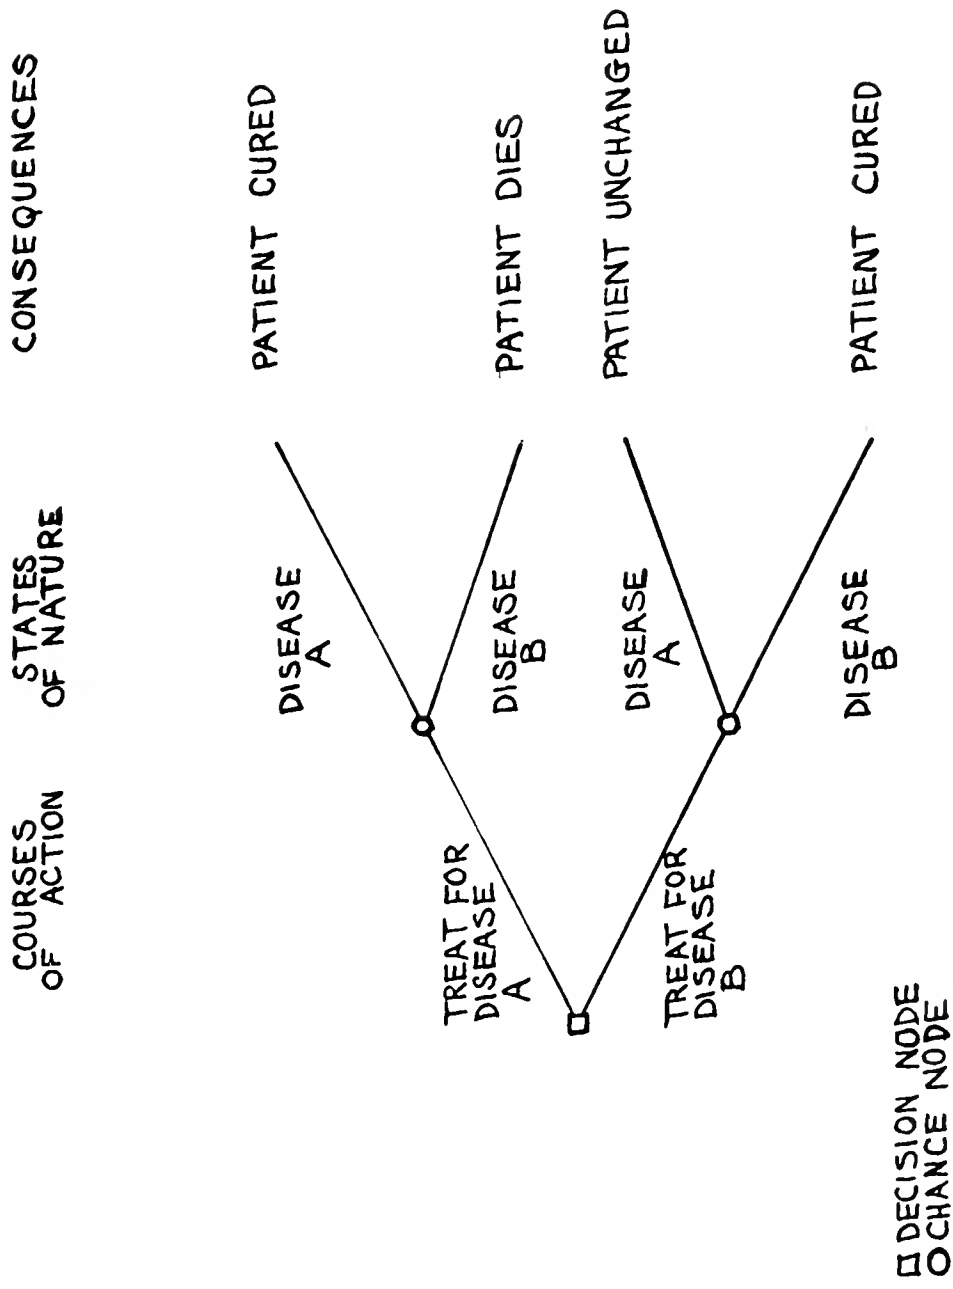 COURSES
OF ACTION
STATES
OF NATURE
CONSEQUENCES
TREAT FOR
DISEASE
A
DISEASE
A
PATIENT CURED
DISEASE
B
PATIENT DIES
TREAT FOR
DISEASE
B
DISEASE
A
PATIENT UNCHANGED
DISEASE
B
PATIENT CURED
DECISION NODE
CHANCE NODE